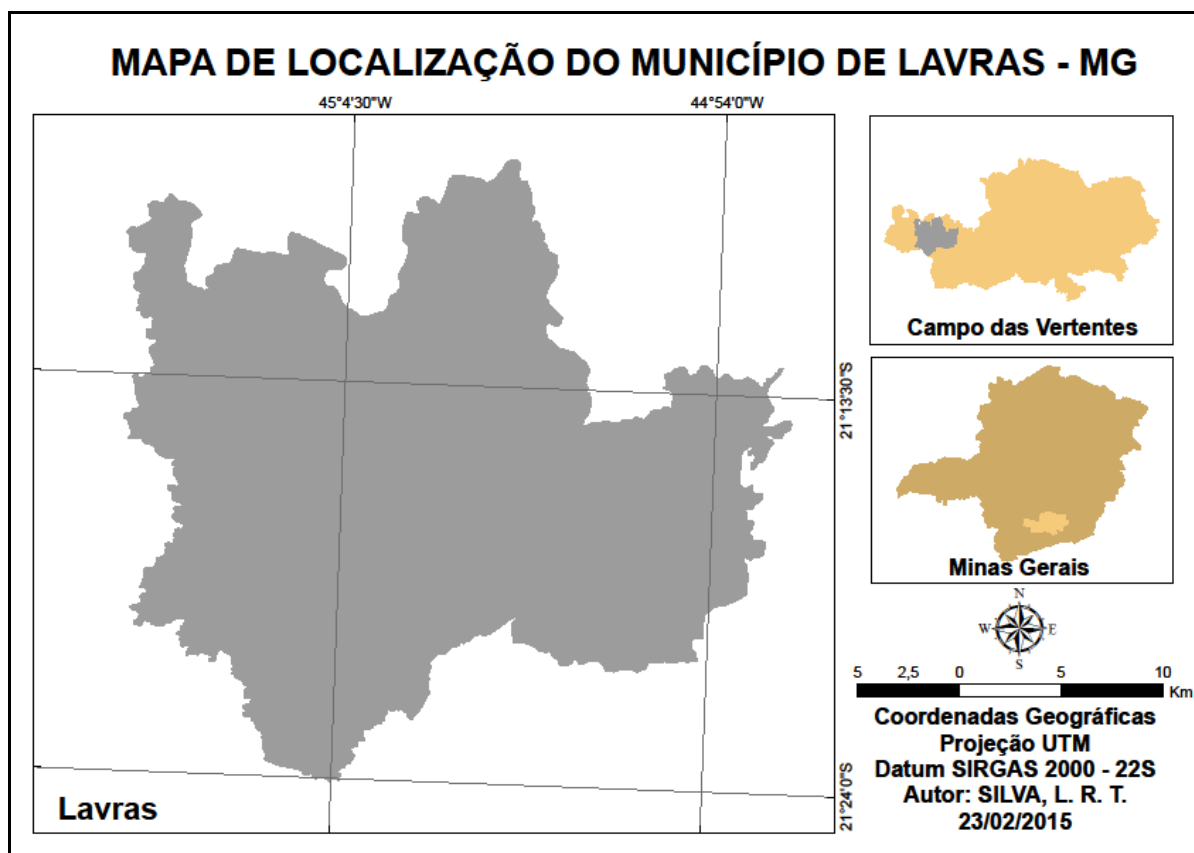 MAPA DE LOCALIZAÇÃO DO MUNICÍPIO DE LAVRAS - MG
45°4'30"W
44°54'0"W
21°13'30"S
21°24'0"S
Lavras
Campo das Vertentes
Minas Gerais
N
W E
S
5 2,5 0 5 10
Km
Coordenadas Geográficas
Projeção UTM
Datum SIRGAS 2000 - 22S
Autor: SILVA, L. R. T.
23/02/2015